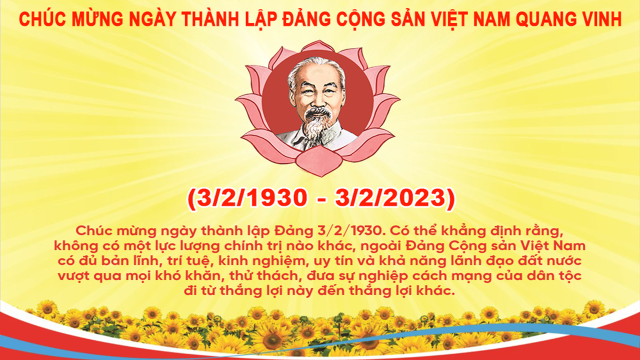 CHÚC MỪNG NGÀY THÀNH LẬP ĐẢNG CỘNG SẢN VIỆT NAM QUANG VINH
(3/2/1930 - 3/2/2023)
Chúc mừng ngày thành lập Đảng 3/2/1930. Có thể khẳng định rằng,
không có một lực lượng chính trị nào khác, ngoài Đảng Cộng sản Việt Nam
có đủ bản lĩnh, trí tuệ, kinh nghiệm, uy tín và khả năng lãnh đạo đất nước
vượt qua mọi khó khăn, thử thách, đưa sự nghiệp cách mạng của dân tộc
đi từ thắng lợi này đến thắng lợi khác.